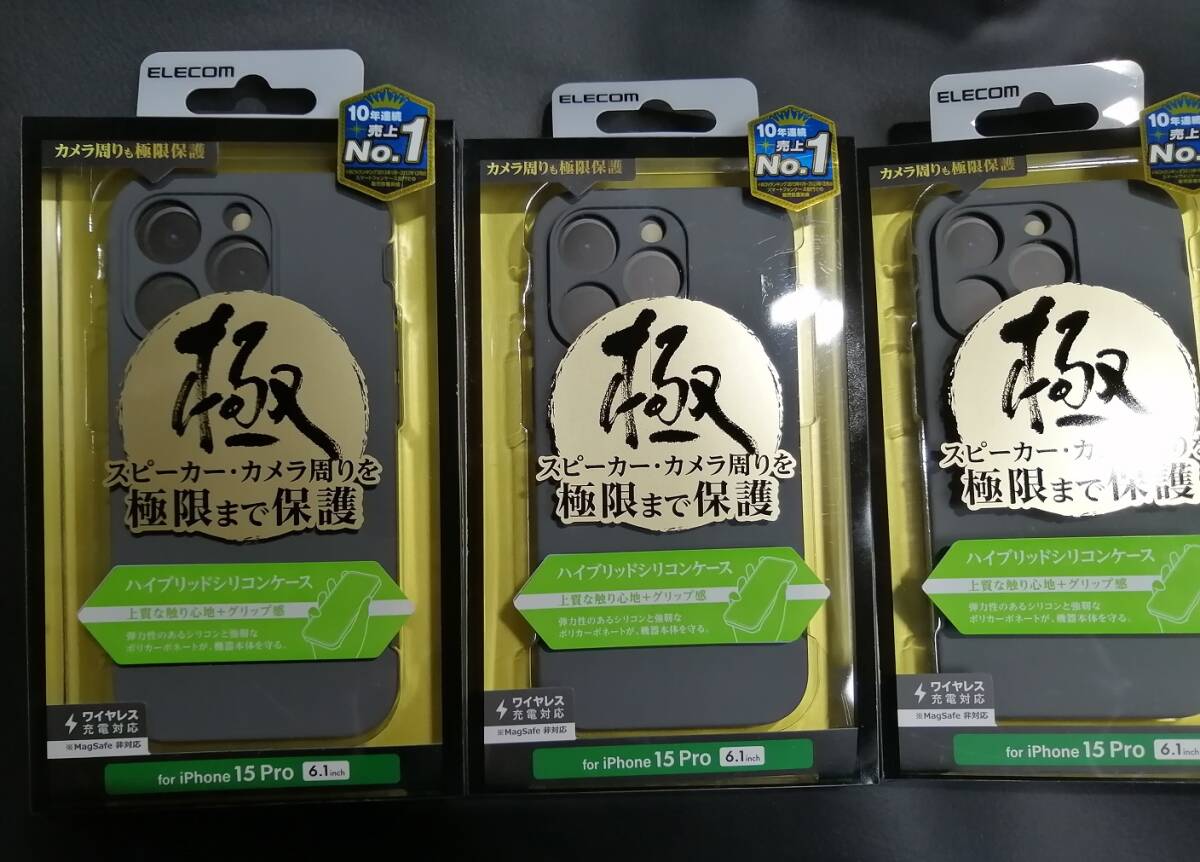 ELECOM
カメラ周りも極限保護
10年連続
売上
No.1
極
スピーカー・カメラ周りを
極限まで保護
ハイブリッドシリコンケース
上質な触り心地+グリップ感
弾力性のあるシリコンと強靭な
ポリカーボネートが、機器本体を守る。
ワイヤレス
充電対応
※MagSafe 非対応
for iPhone 15 Pro 6.1inch
ELECOM
カメラ周りも極限保護
10年連続
売上
No.1
極
スピーカー・カメラ周りを
極限まで保護
ハイブリッドシリコンケース
上質な触り心地+グリップ感
弾力性のあるシリコンと強靭な
ポリカーボネートが、機器本体を守る。
ワイヤレス
充電対応
※MagSafe 非対応
for iPhone 15 Pro 6.1inch
ELECOM
カメラ周りも極限保護
10年連続
売上
No.
極
スピーカー・カ りを
極限まで保護
ハイブリッドシリコンケース
上質な触り心地+グリップ感
弾力性のあるシリコンと強靭な
ポリカーボネートが、機器本体を守る。
ワイヤレス
充電対応
※MagSafe 非対応
for iPhone 15 Pro 6.1inch